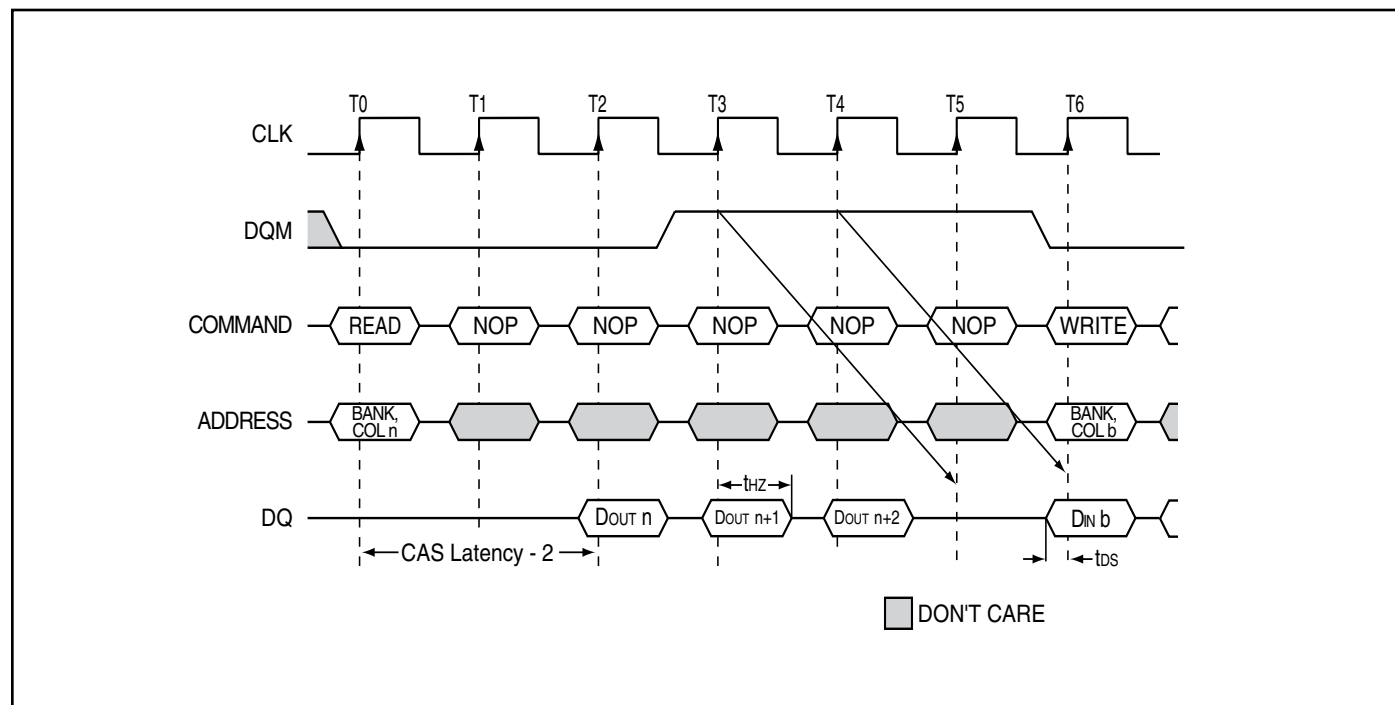 T0 T1 T2 T3 T4 T5 T6
CLK
DQM
COMMAND READ NOP NOP NOP NOP NOP WRITE
ADDRESS BANK, COL n BANK, COL b
tHZ
DQ DOUT n DOUT n+1 DOUT n+2 DIN b
CAS Latency - 2 tDS
DON'T CARE